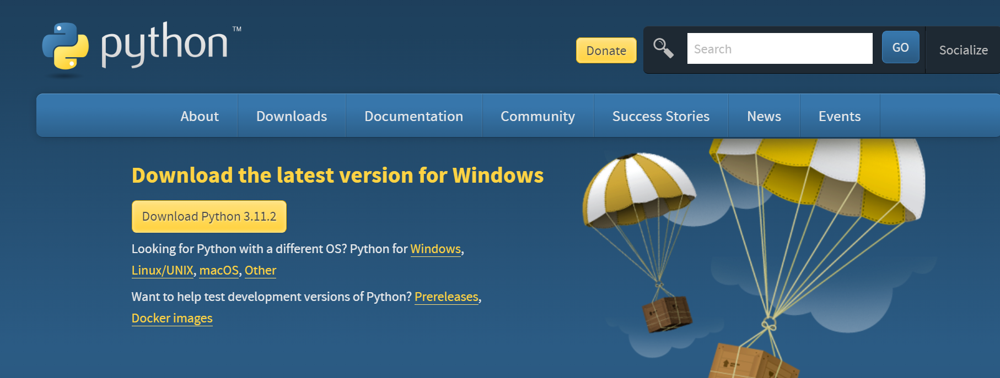 python™
Donate
Search
GO
Socialize
About
Downloads
Documentation
Community
Success Stories
News
Events
Download the latest version for Windows
Download Python 3.11.2
Looking for Python with a different OS? Python for Windows,
Linux/UNIX, macOS, Other
Want to help test development versions of Python? Prereleases,
Docker images